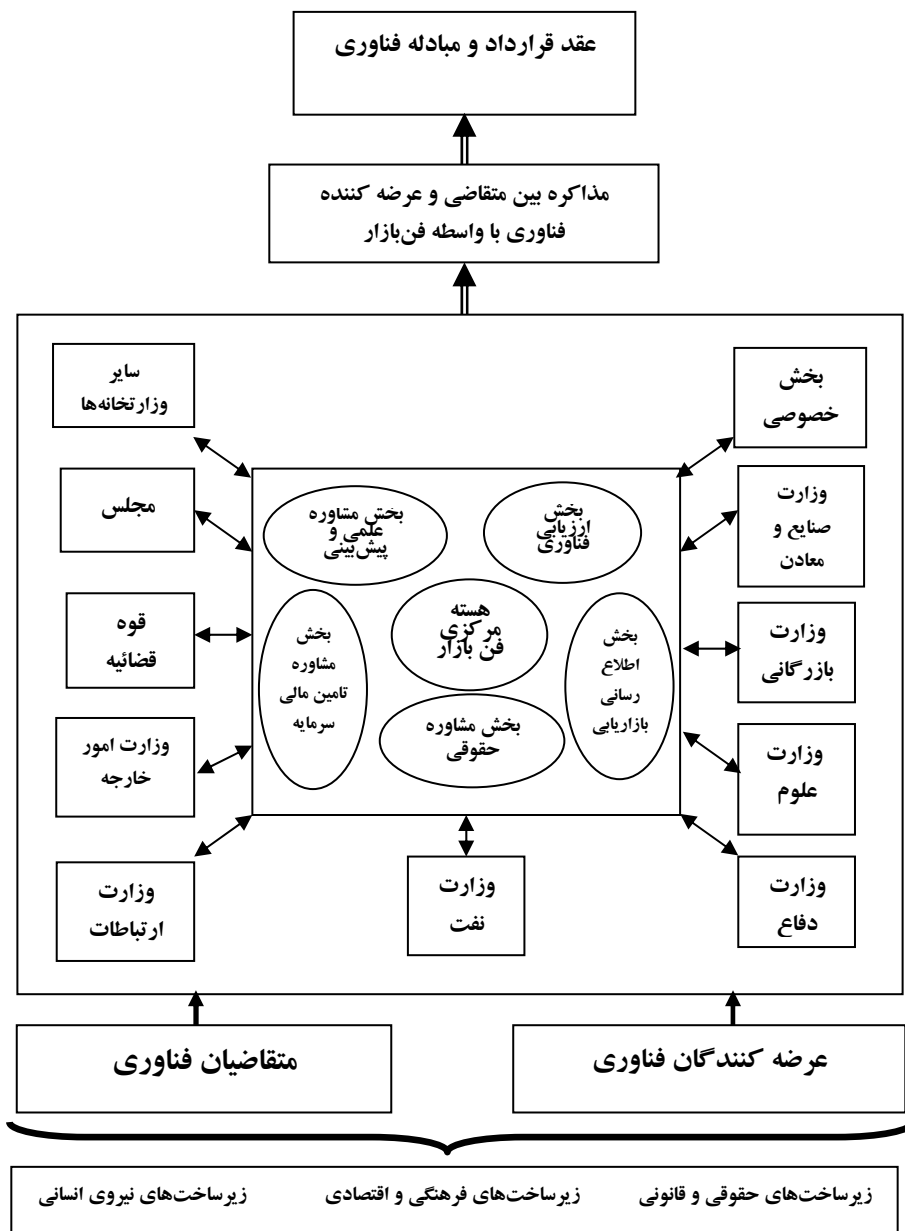 عقد قرارداد و مبادله فناوری
مذاکره بین متقاضی و عرضه کننده
فناوری با واسطه فن‌بازار
بخش
خصوصی
سایر
وزارتخانه‌ها
وزارت
صنایع و
معادن
مجلس
وزارت
بازرگانی
قوه
قضائیه
وزارت
علوم
وزارت امور
خارجه
وزارت
دفاع
وزارت
نفت
وزارت
ارتباطات
بخش
ارزیابی
فناوری
بخش مشاوره
علمی و
پیش‌بینی
هسته
مرکزی
فن بازار
بخش
اطلاع
رسانی
بازاریابی
بخش
مشاوره
تامین مالی
سرمایه
بخش مشاوره
حقوقی
عرضه کنندگان فناوری
متقاضیان فناوری
زیرساخت‌های حقوقی و قانونی
زیرساخت‌های فرهنگی و اقتصادی
زیرساخت‌های نیروی انسانی